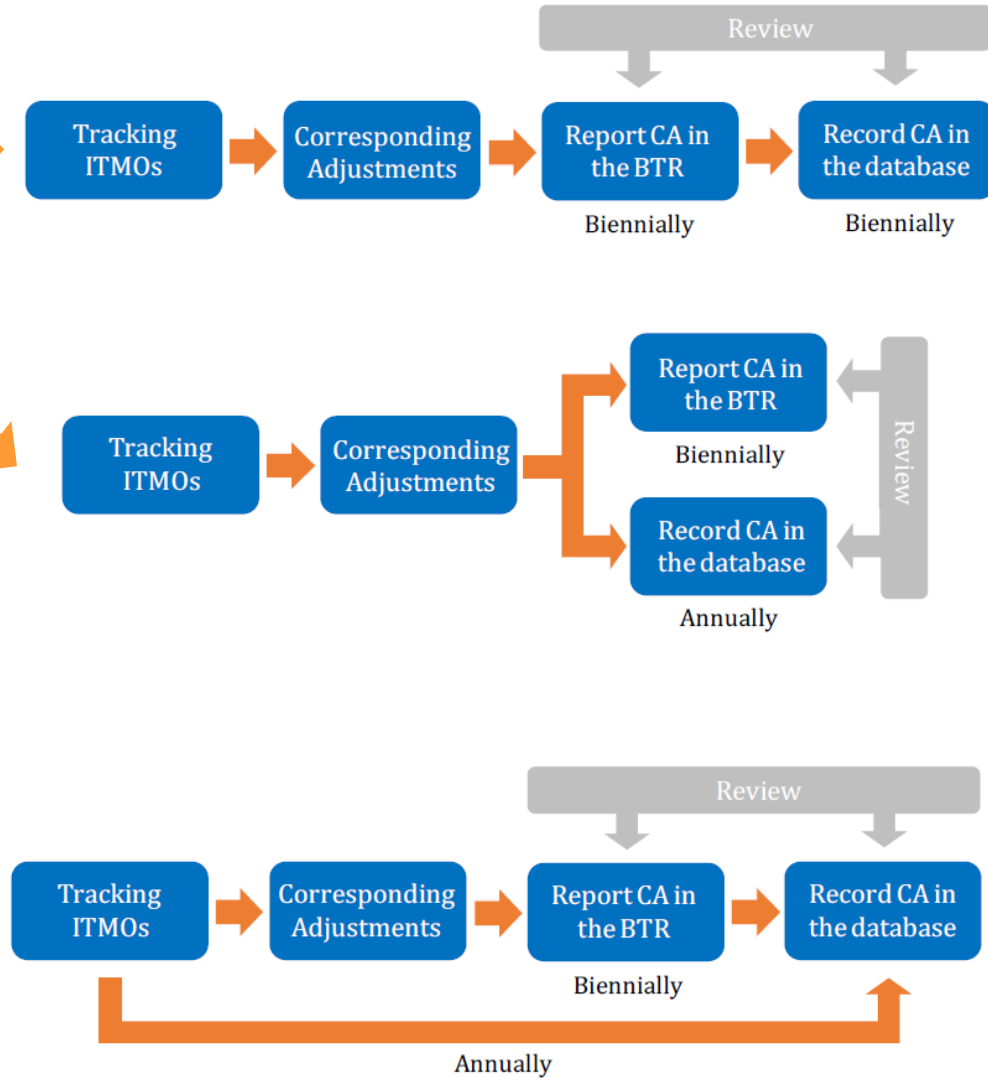 Review
Tracking
ITMOs
Corresponding
Adjustments
Report CA in
the BTR
Record CA in
the database
Biennially
Biennially
Tracking
ITMOs
Corresponding
Adjustments
Report CA in
the BTR
Biennially
Record CA in
the database
Annually
Review
Review
Tracking
ITMOs
Corresponding
Adjustments
Report CA in
the BTR
Record CA in
the database
Biennially
Annually